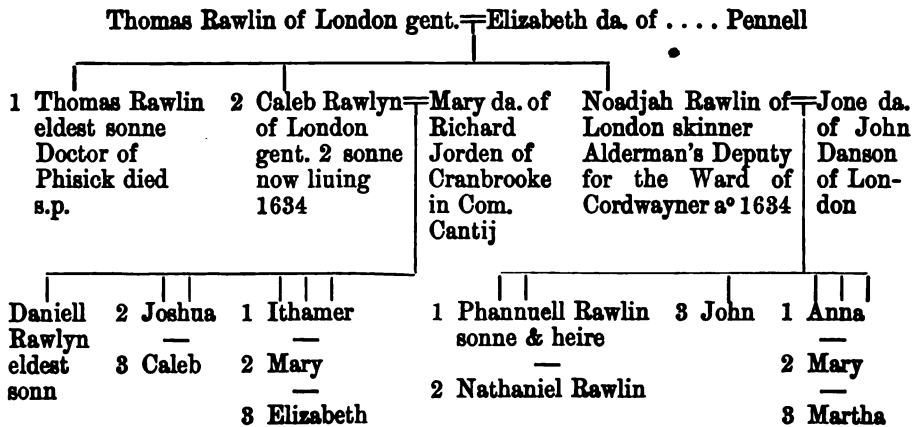 Thomas Rawlin of London gent.=Elizabeth da. of .... Pennell
1 Thomas Rawlin
eldest sonne
Doctor of
Phisick died
s.p.
2 Caleb Rawlyn=Mary da. of
of London
gent. 2 sonne
now liuing
1634
Richard
Jorden of
Cranbrooke
in Com.
Cantij
Noadjah Rawlin of=Jone da.
London skinner
Alderman's Deputy
for the Ward of
Cordwayner aº 1634
of John
Danson
of Lon-
don
Daniell
Rawlyn
eldest
sonn
2 Joshua
3 Caleb
1 Ithamer
2 Mary
3 Elizabeth
1 Phannuell Rawlin
sonne & heire
2 Nathaniel Rawlin
3 John
1 Anna
2 Mary
3 Martha